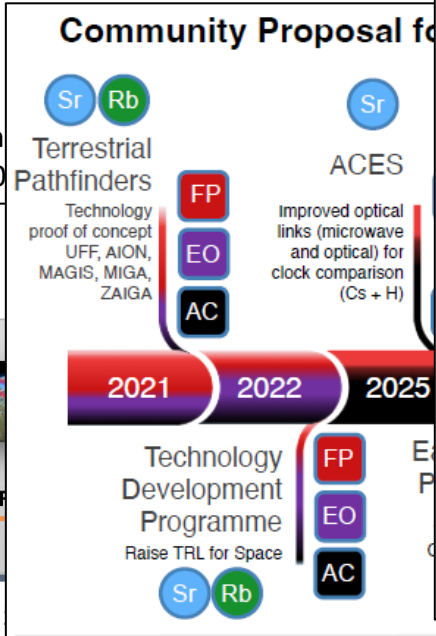 Community Proposal fo
Sr Rb
Terrestrial
Pathfinders
Technology
proof of concept
UFF, AION,
MAGIS, MIGA,
ZAIGA
FP
EO
AC
Sr
ACES
Improved optical
links (microwave
and optical) for
clock comparison
(Cs + H)
2021 2022 2025
Technology
Development
Programme
Raise TRL for Space
Sr Rb
FP
EO
AC
Ea
P